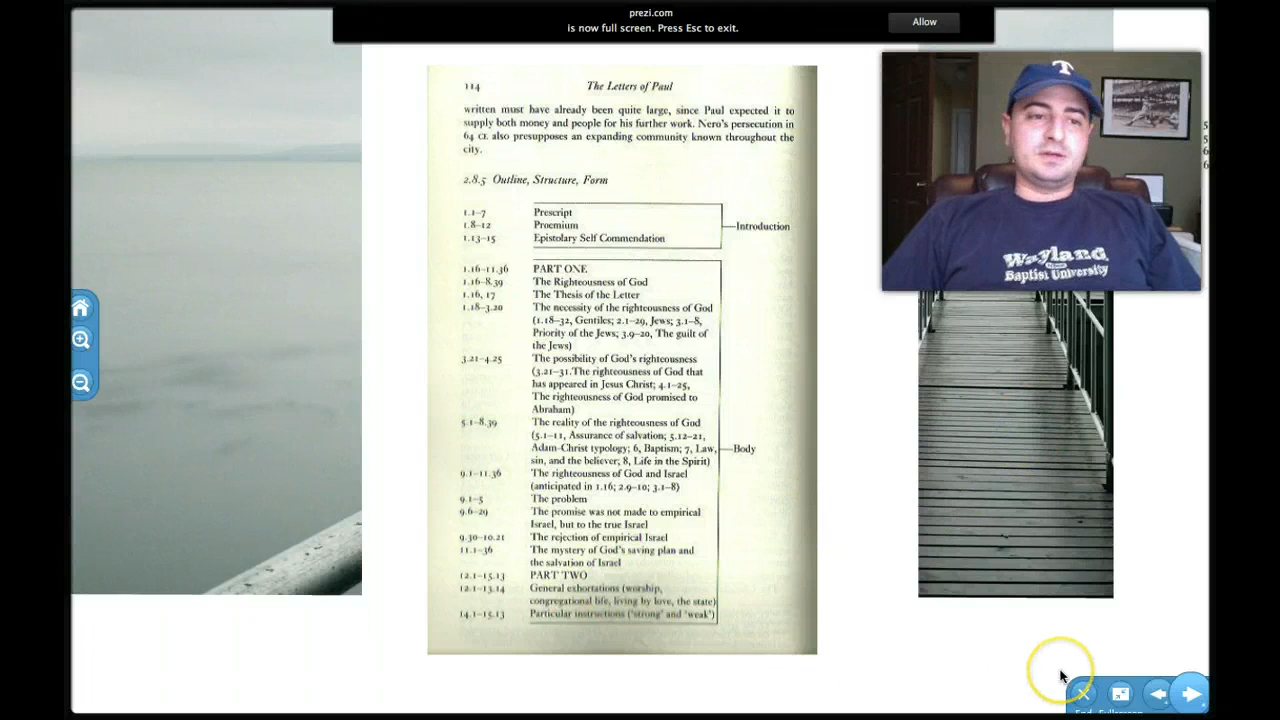 prezi.com
is now full screen. Press Esc to exit.
Allow
114 The Letters of Paul
written must have already been quite large, since Paul expected it to
supply both money and people for his further work. Nero's persecution in
64 CE also presupposes an expanding community known throughout the
city.
2.8.5 Outline, Structure, Form
1.1–7 Prescript
1.8–12 Proemium
1.13–15 Epistolary Self Commendation
Introduction
1.16–11.36 PART ONE
1.16–8.39 The Righteousness of God
1.16, 17 The Thesis of the Letter
1.18–3.20 The necessity of the righteousness of God
(1.18–32, Gentiles; 2.1–29, Jews; 3.1–8,
Priority of the Jews; 3.9–20, The guilt of
the Jews)
3.21–4.25 The possibility of God's righteousness
(3.21–31.The righteousness of God that
has appeared in Jesus Christ; 4.1–25,
The righteousness of God promised to
Abraham)
5.1–8.39 The reality of the righteousness of God
(5.1–11, Assurance of salvation; 5.12–21,
Adam-Christ typology; 6, Baptism; 7, Law,
sin, and the believer; 8, Life in the Spirit)
Body
9.1–11.36 The righteousness of God and Israel
(anticipated in 1.16; 2.9–10; 3.1–8)
9.1–5 The problem
9.6–29 The promise was not made to empirical
Israel, but to the true Israel
9.30–10.21 The rejection of empirical Israel
11.1–36 The mystery of God's saving plan and
the salvation of Israel
12.1–15.13 PART TWO
12.1–13.14 General exhortations (worship,
congregational life, living by love, the state)
14.1–15.13 Particular instructions ('strong' and 'weak')
T
Wayland
Baptist University
5
5
6
6